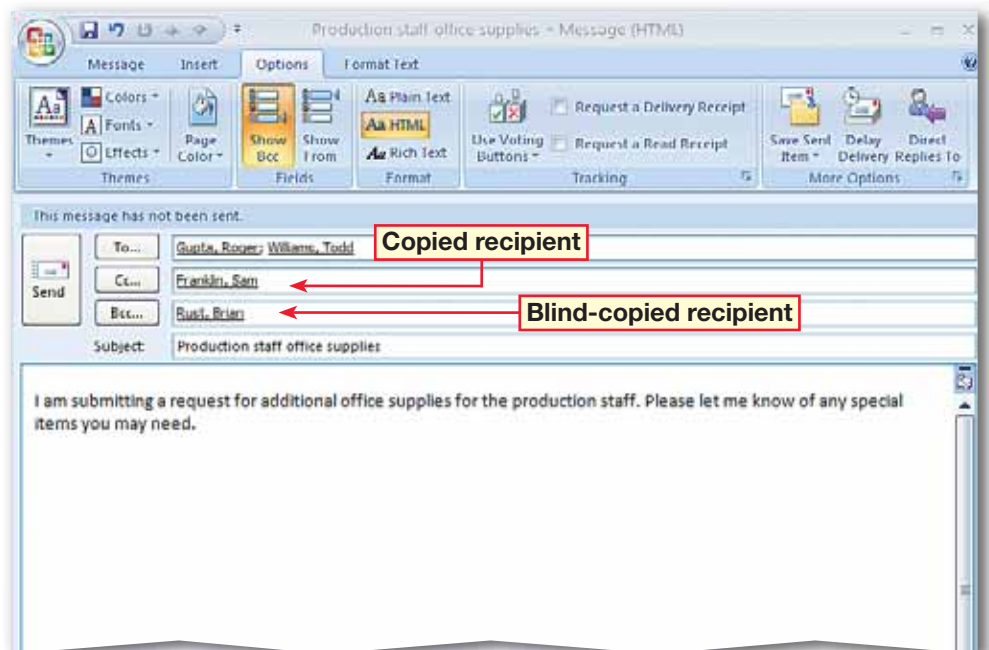 Production staff office supplies - Message (HTML)
Message Insert Options Format Text
Themes
Colors
Fonts
Effects
Page Color
Themes
Show Bcc
Show From
Fields
Aa Plain Text
Aa HTML
Aa Rich Text
Format
Use Voting Buttons
Request a Delivery Receipt
Request a Read Receipt
Tracking
Save Sent Item
Delay Delivery
Direct Replies To
More Options
This message has not been sent.
Send
To... Gupta, Roger; Williams, Todd
Copied recipient
Cc... Franklin, Sam
Bcc... Rust, Brian
Blind-copied recipient
Subject: Production staff office supplies
I am submitting a request for additional office supplies for the production staff. Please let me know of any special
items you may need.